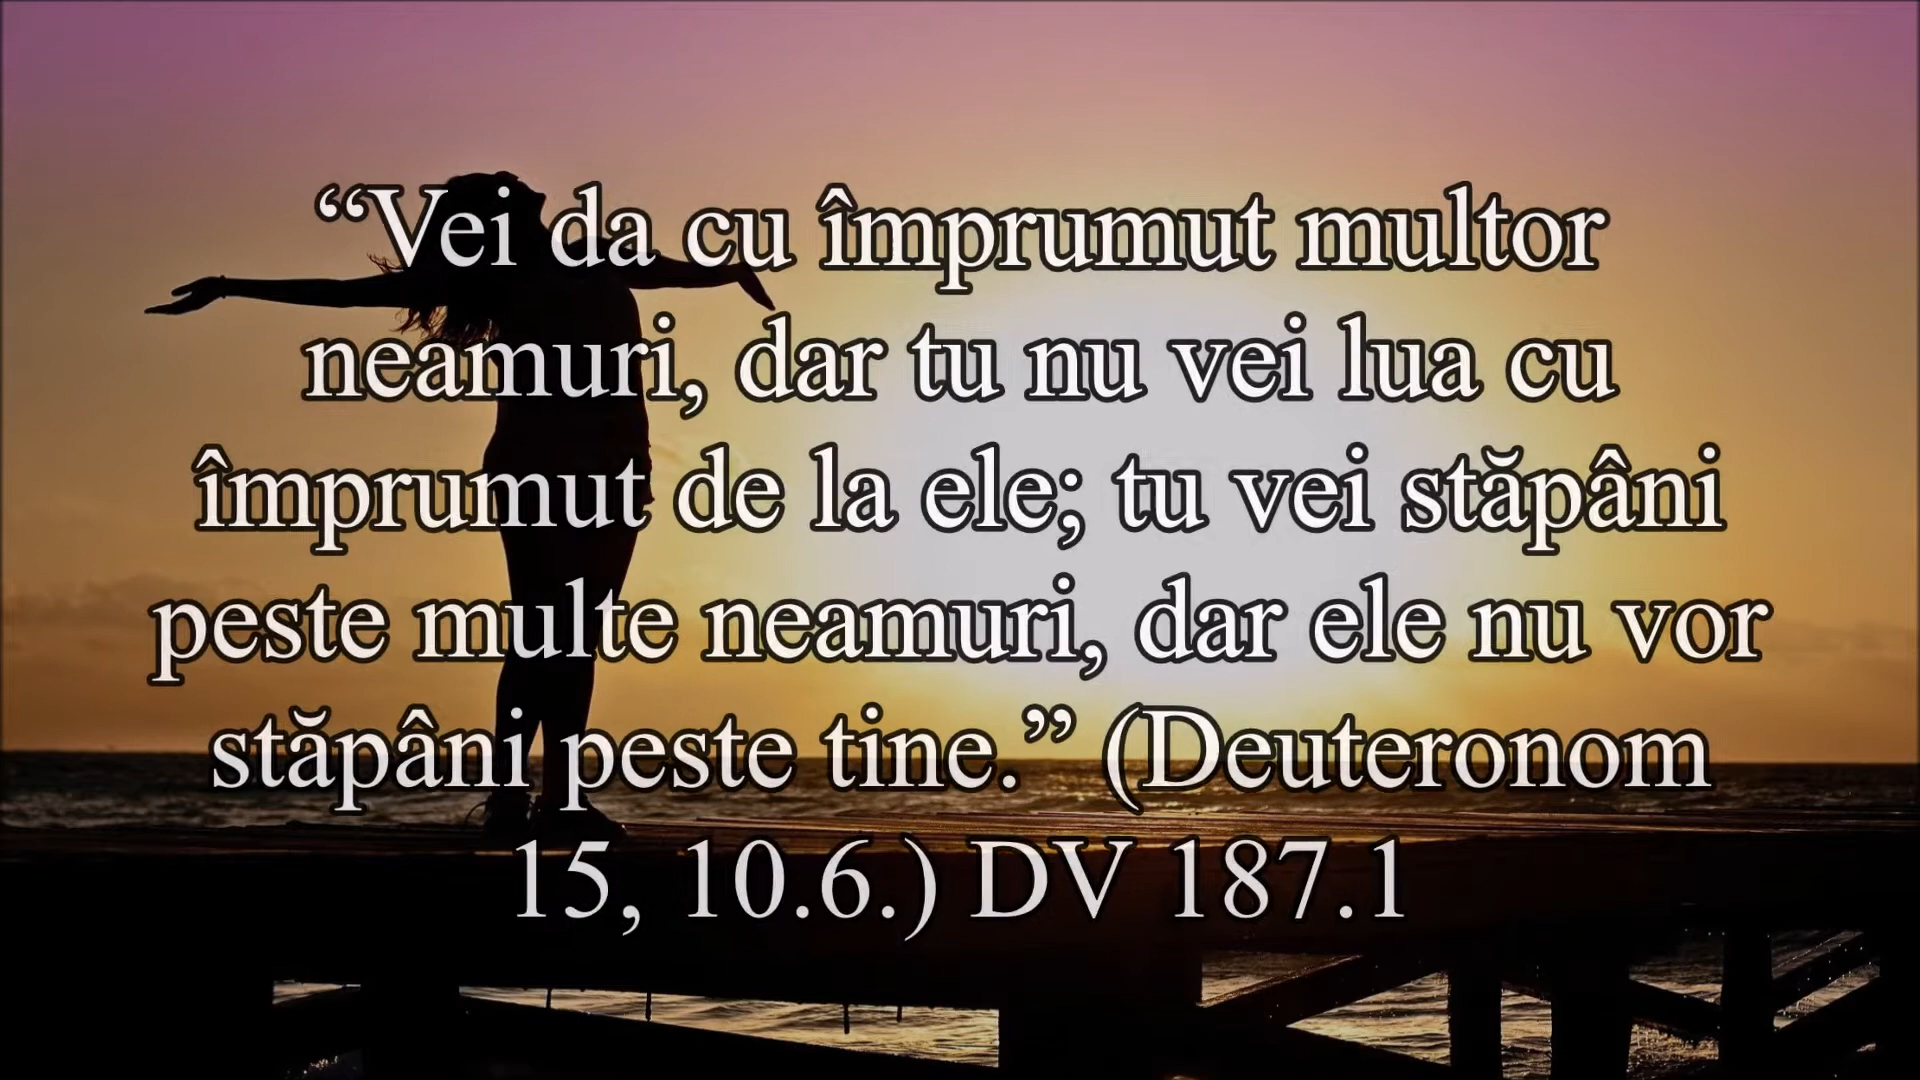 “Vei da cu împrumut multor
neamuri, dar tu nu vei lua cu
împrumut de la ele; tu vei stăpâni
peste multe neamuri, dar ele nu vor
stăpâni peste tine.” (Deuteronom
15, 10.6.) DV 187.1